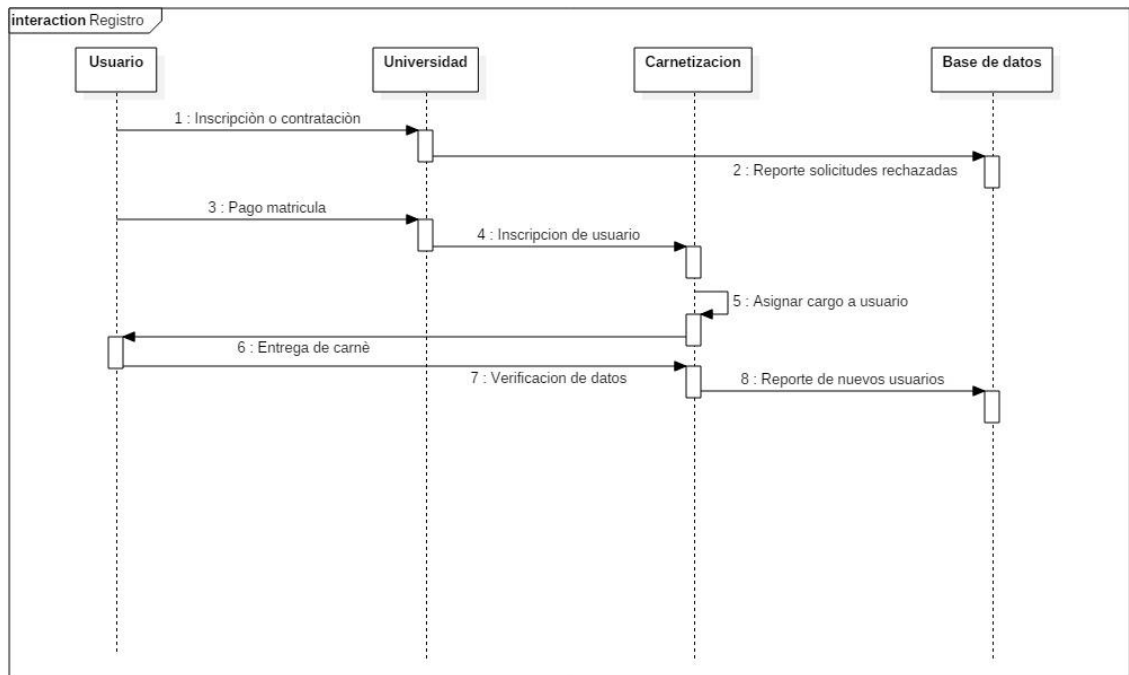 interaction Registro
Usuario
Universidad
Carnetizacion
Base de datos
1 : Inscripciòn o contrataciòn
2 : Reporte solicitudes rechazadas
3 : Pago matricula
4 : Inscripcion de usuario
5 : Asignar cargo a usuario
6 : Entrega de carnè
7 : Verificacion de datos
8 : Reporte de nuevos usuarios